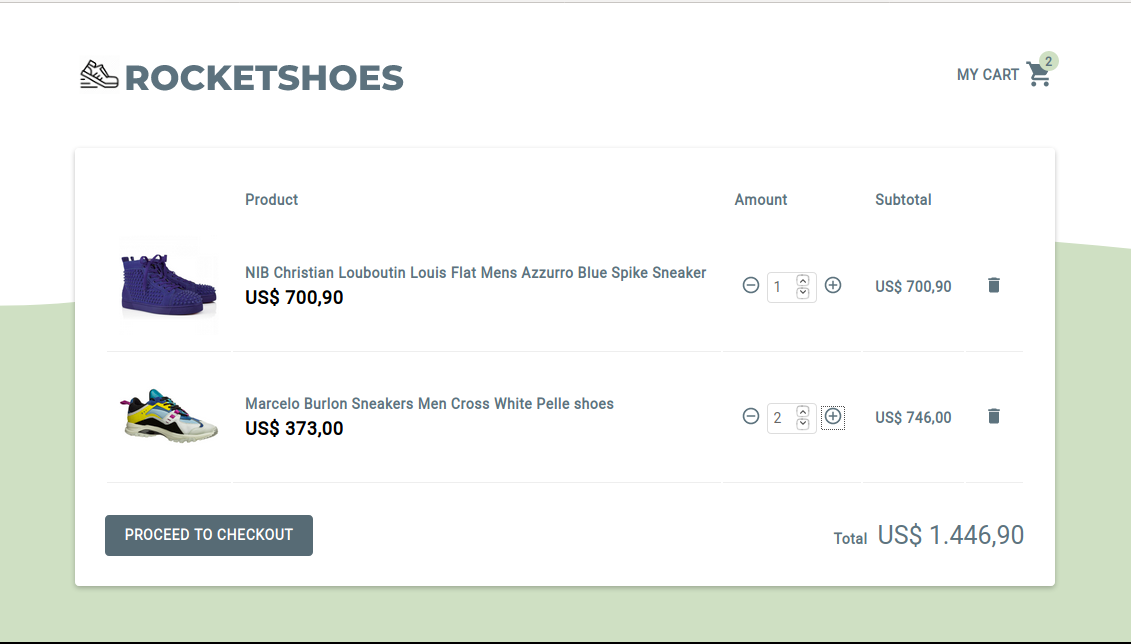 ROCKETSHOES
MY CART 2
Product Amount Subtotal
NIB Christian Louboutin Louis Flat Mens Azzurro Blue Spike Sneaker
US$ 700,90
1 US$ 700,90
Marcelo Burlon Sneakers Men Cross White Pelle shoes
US$ 373,00
2 US$ 746,00
PROCEED TO CHECKOUT Total US$ 1.446,90